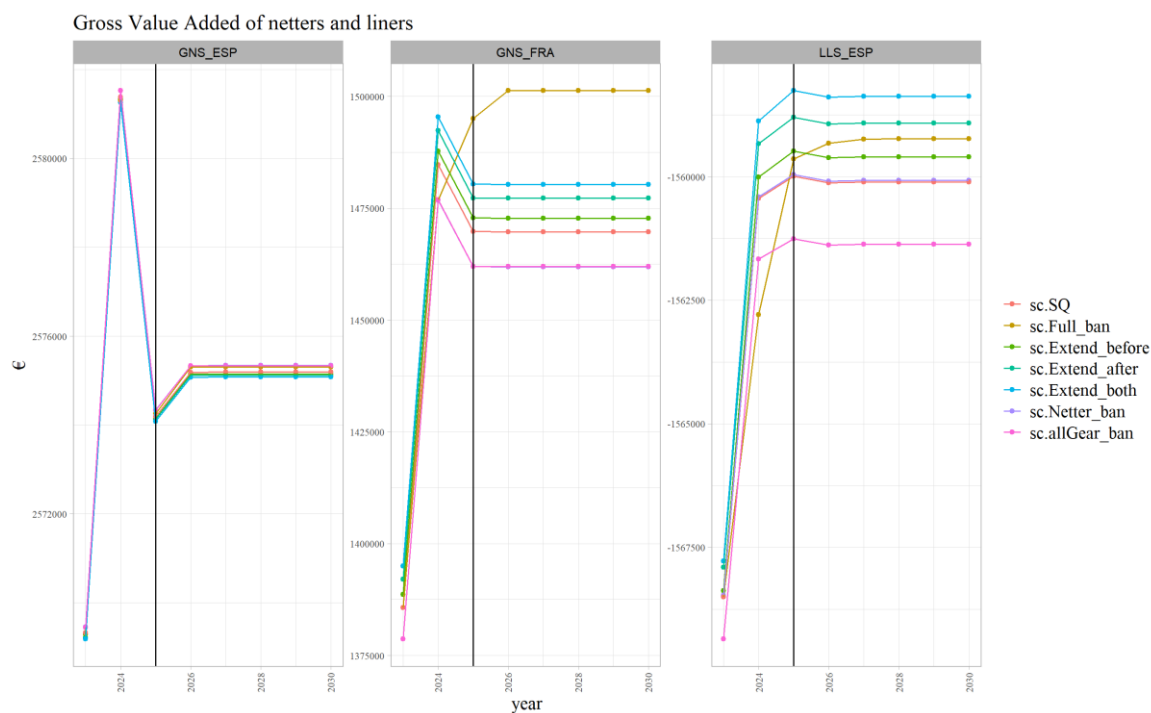 Gross Value Added of netters and liners
GNS_ESP
GNS_FRA
LLS_ESP
2580000
2576000
2572000
1500000
1475000
1450000
1425000
1400000
1375000
-1560000
-1562500
-1565000
-1567500
€
2024
2026
2028
2030
2024
2026
2028
2030
2024
2026
2028
2030
year
sc.SQ
sc.Full_ban
sc.Extend_before
sc.Extend_after
sc.Extend_both
sc.Netter_ban
sc.allGear_ban